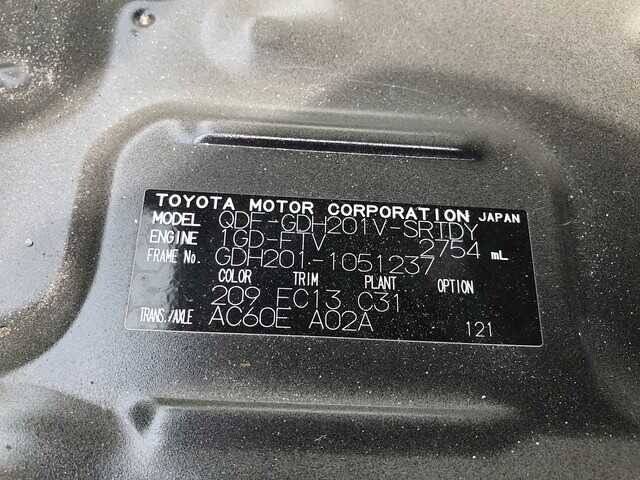 TOYOTA MOTOR CORPORATION JAPAN
MODEL QDF-GDH201V-SRTDY
ENGINE 1GD-FTV 2754 mL
FRAME No. GDH201-1051237
COLOR TRIM PLANT OPTION
209 FC13 C31
TRANS./AXLE AC60E A02A 121